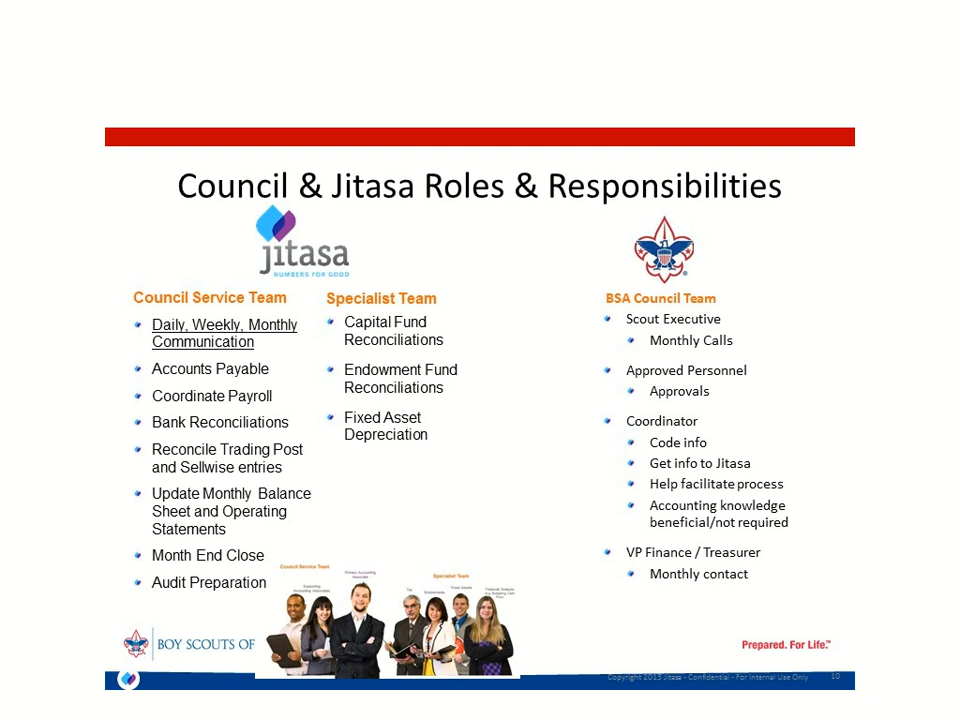 Council & Jitasa Roles & Responsibilities
jitasa
NUMBERS FOR GOOD
Council Service Team
Daily, Weekly, Monthly
Communication
Accounts Payable
Coordinate Payroll
Bank Reconciliations
Reconcile Trading Post
and Sellwise entries
Update Monthly Balance
Sheet and Operating
Statements
Month End Close
Audit Preparation
Specialist Team
Capital Fund
Reconciliations
Endowment Fund
Reconciliations
Fixed Asset
Depreciation
BSA Council Team
Scout Executive
Monthly Calls
Approved Personnel
Approvals
Coordinator
Code info
Get info to Jitasa
Help facilitate process
Accounting knowledge
beneficial/not required
VP Finance / Treasurer
Monthly contact
Council Service Team
Supporting
Accounting Associates
Primary Accounting
Associate
Specialist Team
Tax
Endowments
Fixed Assets
Financial Analysis
BOY SCOUTS OF
Prepared. For Life.™
Copyright 2013 Jitasa - Confidential - For Internal Use Only
10